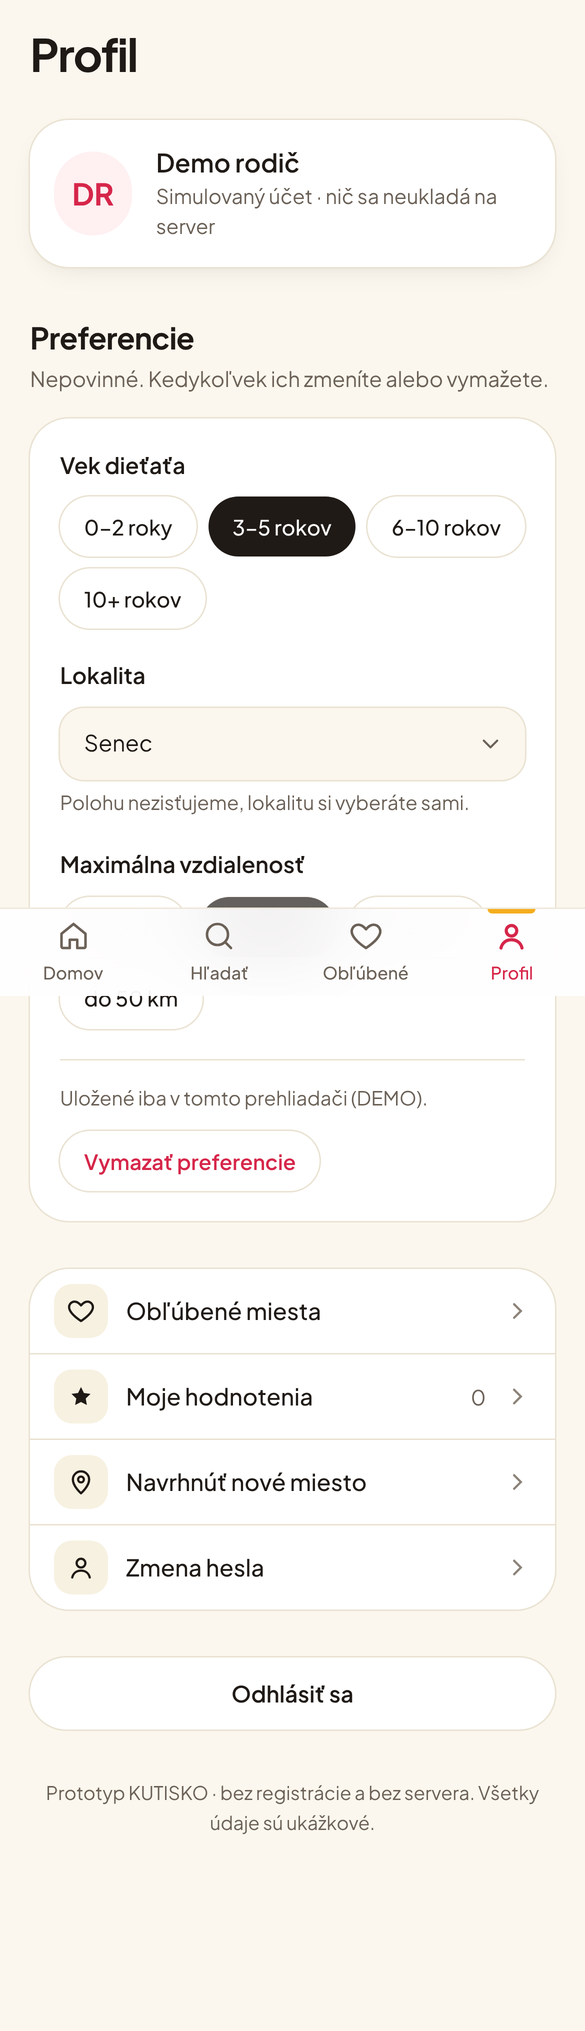 Profil
DR
Demo rodič
Simulovaný účet · nič sa neukladá na
server
Preferencie
Nepovinné. Kedykoľvek ich zmeníte alebo vymažete.
Vek dieťaťa
0–2 roky
3–5 rokov
6–10 rokov
10+ rokov
Lokalita
Senec
Polohu nezisťujeme, lokalitu si vyberáte sami.
Maximálna vzdialenosť
Domov
Hľadať
Obľúbené
Profil
do 50 km
Uložené iba v tomto prehliadači (DEMO).
Vymazať preferencie
Obľúbené miesta
Moje hodnotenia
0
Navrhnúť nové miesto
Zmena hesla
Odhlásiť sa
Prototyp KUTISKO · bez registrácie a bez servera. Všetky
údaje sú ukážkové.